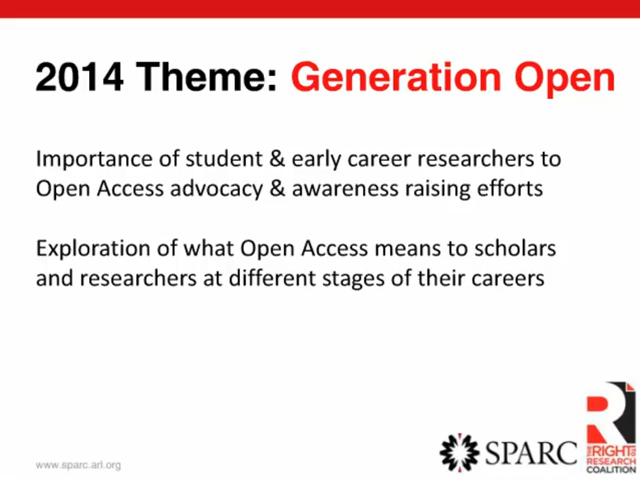 2014 Theme: Generation Open
Importance of student & early career researchers to
Open Access advocacy & awareness raising efforts
Exploration of what Open Access means to scholars
and researchers at different stages of their careers
www.sparc.arl.org
SPARC
R
THE RIGHT TO
RESEARCH
COALITION